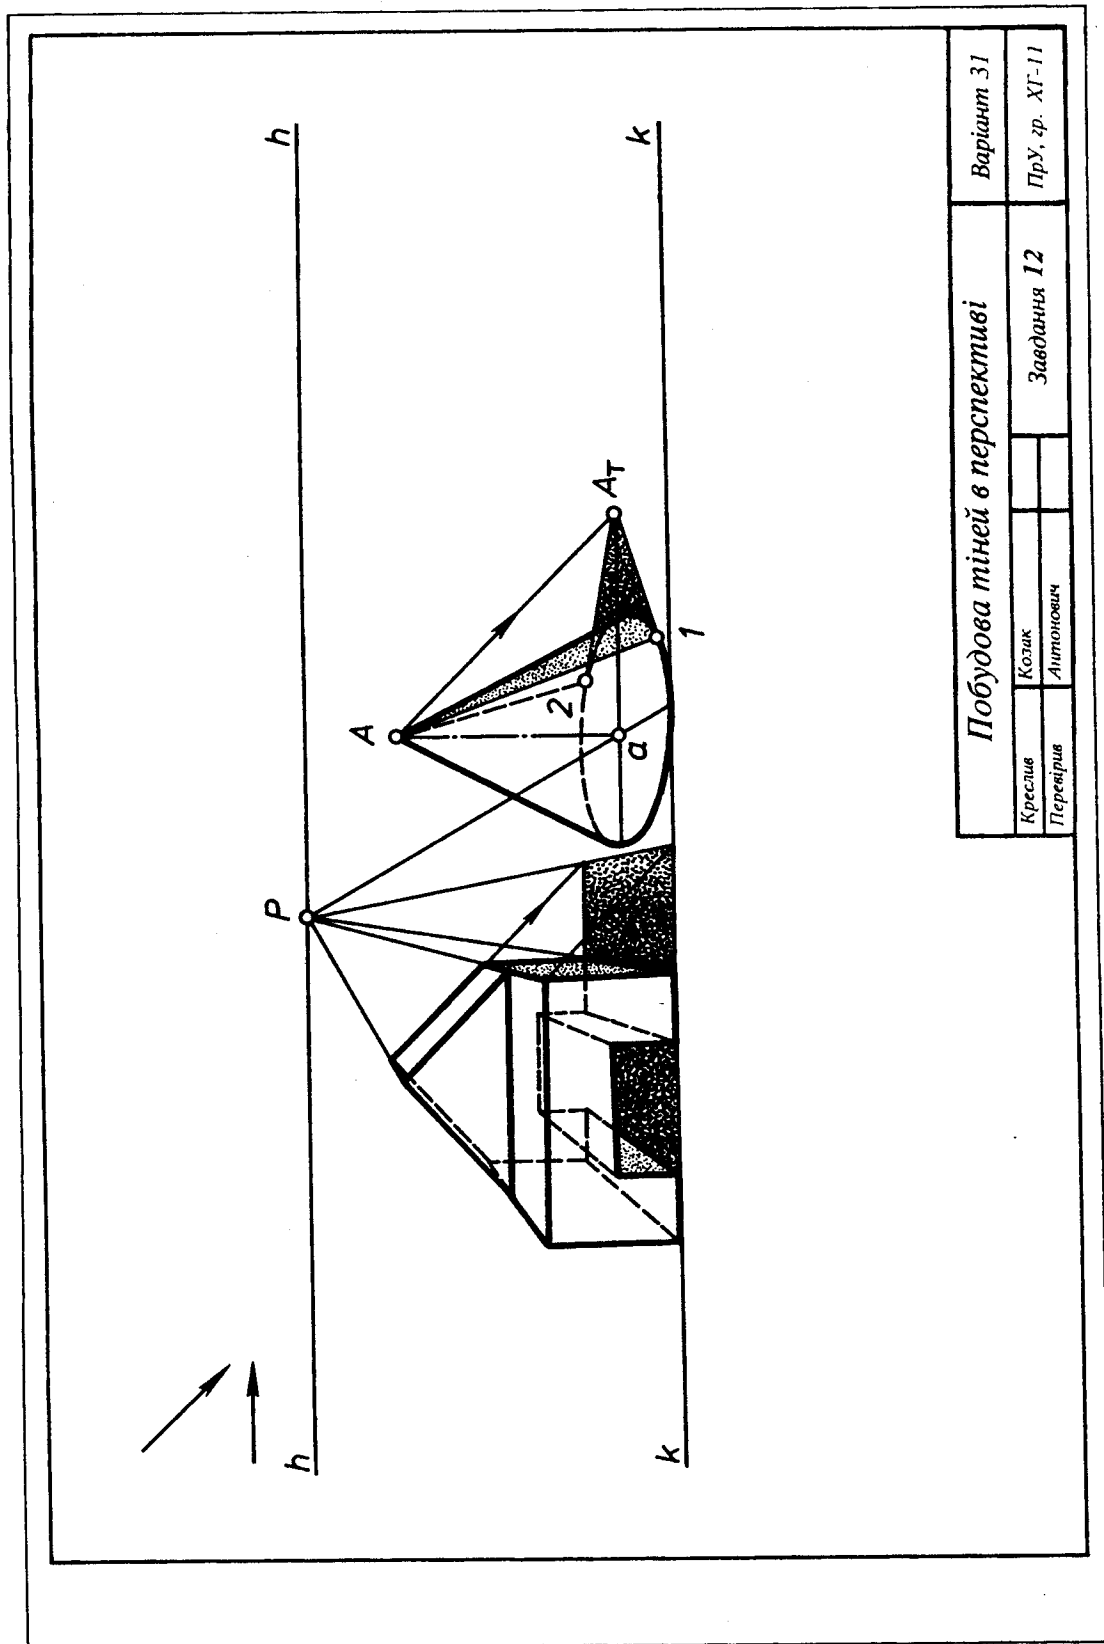 h h
P
A
2
a
1
Aт
k k
Побудова тіней в перспективі
Варіант 31
Креслив Козак
Перевірив Антонович
Завдання 12
ПрУ, гр. ХГ-11